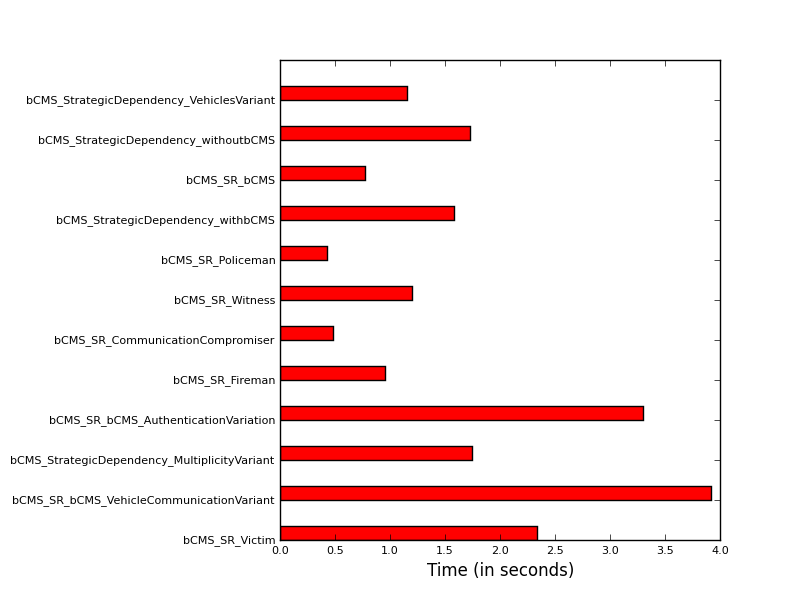 bCMS_StrategicDependency_VehiclesVariant
bCMS_StrategicDependency_withoutbCMS
bCMS_SR_bCMS
bCMS_StrategicDependency_withbCMS
bCMS_SR_Policeman
bCMS_SR_Witness
bCMS_SR_CommunicationCompromiser
bCMS_SR_Fireman
bCMS_SR_bCMS_AuthenticationVariation
bCMS_StrategicDependency_MultiplicityVariant
bCMS_SR_bCMS_VehicleCommunicationVariant
bCMS_SR_Victim
0.0 0.5 1.0 1.5 2.0 2.5 3.0 3.5 4.0
Time (in seconds)